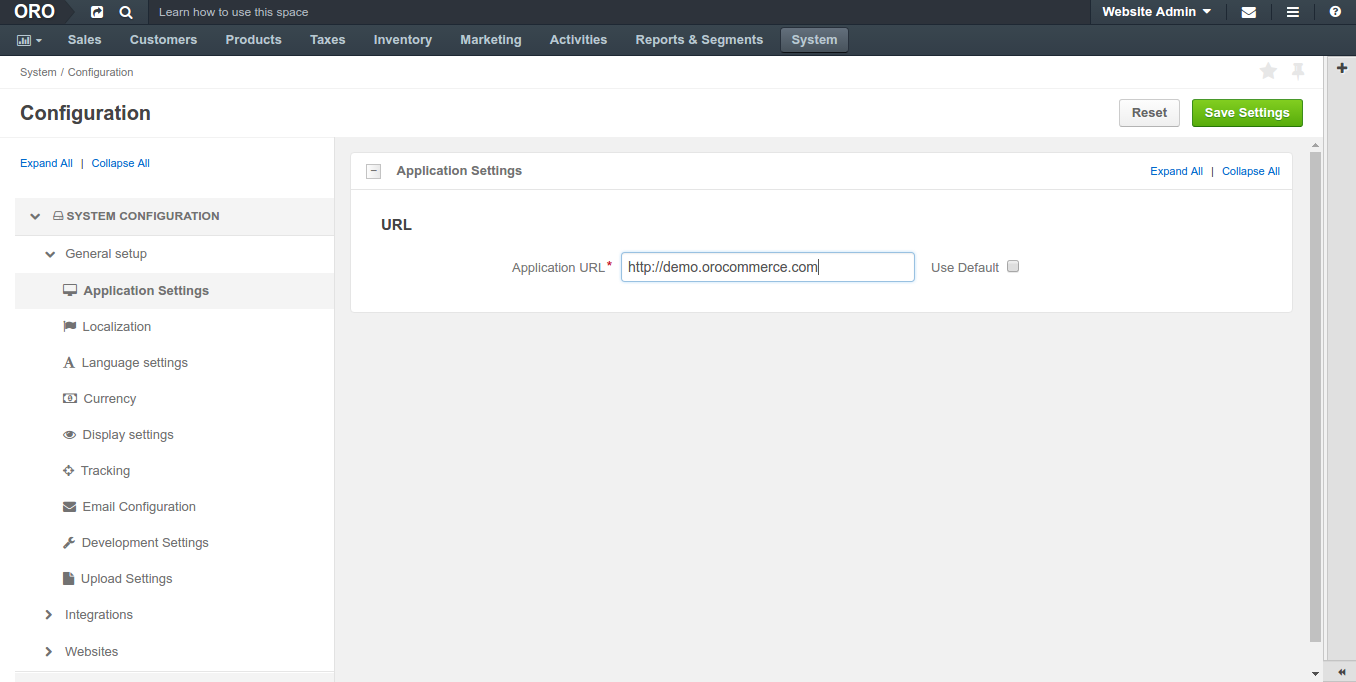 ORO Learn how to use this space Website Admin
Sales Customers Products Taxes Inventory Marketing Activities Reports & Segments System
System / Configuration
Configuration Reset Save Settings
Expand All | Collapse All
SYSTEM CONFIGURATION
General setup
Application Settings
Localization
Language settings
Currency
Display settings
Tracking
Email Configuration
Development Settings
Upload Settings
Integrations
Websites
Application Settings Expand All | Collapse All
URL
Application URL* http://demo.orocommerce.com Use Default